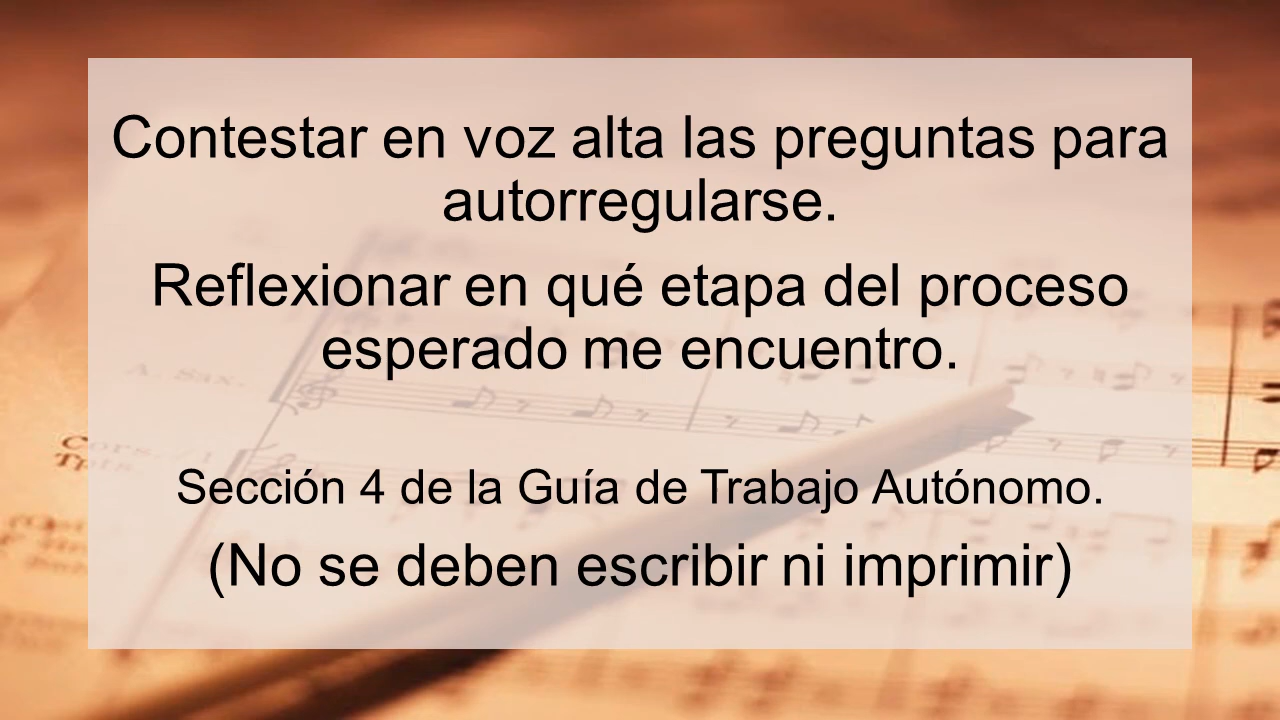 Contestar en voz alta las preguntas para
autorregularse.
Reflexionar en qué etapa del proceso
esperado me encuentro.
A. Sax.
Sección 4 de la Guía de Trabajo Autónomo.
(No se deben escribir ni imprimir)